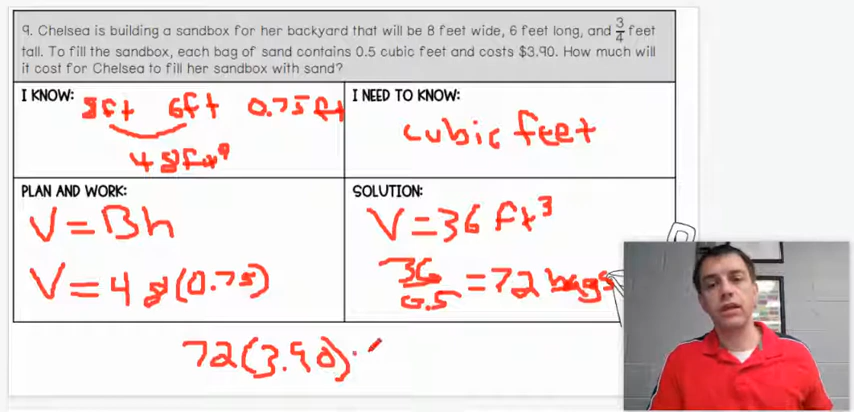 9. Chelsea is building a sandbox for her backyard that will be 8 feet wide, 6 feet long, and 3/4 feet
tall. To fill the sandbox, each bag of sand contains 0.5 cubic feet and costs $3.90. How much will
it cost for Chelsea to fill her sandbox with sand?
I KNOW:
8ft 6ft 0.75ft
48ft²
I NEED TO KNOW:
cubic feet
PLAN AND WORK:
V=Bh
V=48(0.75)
SOLUTION:
V=36 ft³
36/0.5 =72 bags
72(3.90)